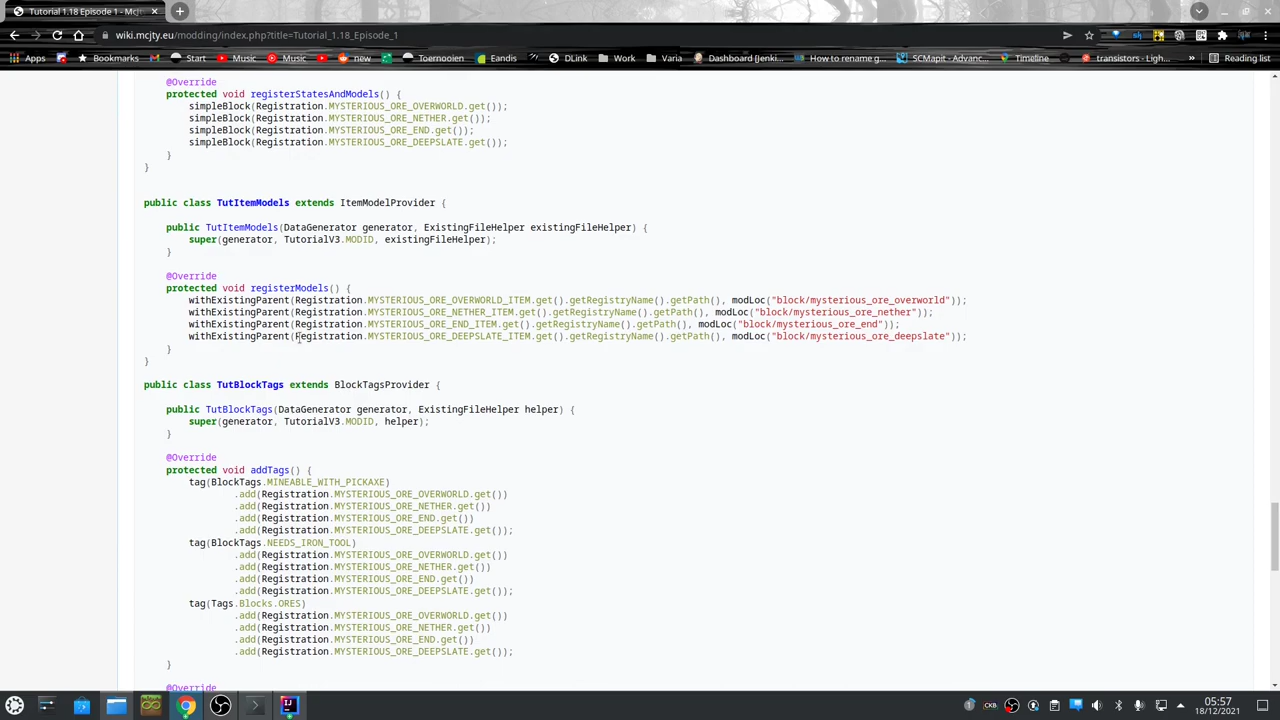 Tutorial 1.18 Episode 1 - McJt
wiki.mcjty.eu/modding/index.php?title=Tutorial_1.18_Episode_1
Apps Bookmarks Start Music Music new Toernooien Eandis DLink Work Varia Dashboard [Jenki... How to rename g... SCMapit - Advanc... Timeline transistors - Ligh... » Reading list
@Override
protected void registerStatesAndModels() {
simpleBlock(Registration.MYSTERIOUS_ORE_OVERWORLD.get());
simpleBlock(Registration.MYSTERIOUS_ORE_NETHER.get());
simpleBlock(Registration.MYSTERIOUS_ORE_END.get());
simpleBlock(Registration.MYSTERIOUS_ORE_DEEPSLATE.get());
}
}
public class TutItemModels extends ItemModelProvider {
public TutItemModels(DataGenerator generator, ExistingFileHelper existingFileHelper) {
super(generator, TutorialV3.MODID, existingFileHelper);
}
@Override
protected void registerModels() {
withExistingParent(Registration.MYSTERIOUS_ORE_OVERWORLD_ITEM.get().getRegistryName().getPath(), modLoc("block/mysterious_ore_overworld"));
withExistingParent(Registration.MYSTERIOUS_ORE_NETHER_ITEM.get().getRegistryName().getPath(), modLoc("block/mysterious_ore_nether"));
withExistingParent(Registration.MYSTERIOUS_ORE_END_ITEM.get().getRegistryName().getPath(), modLoc("block/mysterious_ore_end"));
withExistingParent(Registration.MYSTERIOUS_ORE_DEEPSLATE_ITEM.get().getRegistryName().getPath(), modLoc("block/mysterious_ore_deepslate"));
}
}
public class TutBlockTags extends BlockTagsProvider {
public TutBlockTags(DataGenerator generator, ExistingFileHelper helper) {
super(generator, TutorialV3.MODID, helper);
}
@Override
protected void addTags() {
tag(BlockTags.MINEABLE_WITH_PICKAXE)
.add(Registration.MYSTERIOUS_ORE_OVERWORLD.get())
.add(Registration.MYSTERIOUS_ORE_NETHER.get())
.add(Registration.MYSTERIOUS_ORE_END.get())
.add(Registration.MYSTERIOUS_ORE_DEEPSLATE.get());
tag(BlockTags.NEEDS_IRON_TOOL)
.add(Registration.MYSTERIOUS_ORE_OVERWORLD.get())
.add(Registration.MYSTERIOUS_ORE_NETHER.get())
.add(Registration.MYSTERIOUS_ORE_END.get())
.add(Registration.MYSTERIOUS_ORE_DEEPSLATE.get());
tag(Tags.Blocks.ORES)
.add(Registration.MYSTERIOUS_ORE_OVERWORLD.get())
.add(Registration.MYSTERIOUS_ORE_NETHER.get())
.add(Registration.MYSTERIOUS_ORE_END.get())
.add(Registration.MYSTERIOUS_ORE_DEEPSLATE.get());
}
@Override
CKB
05:57
18/12/2021